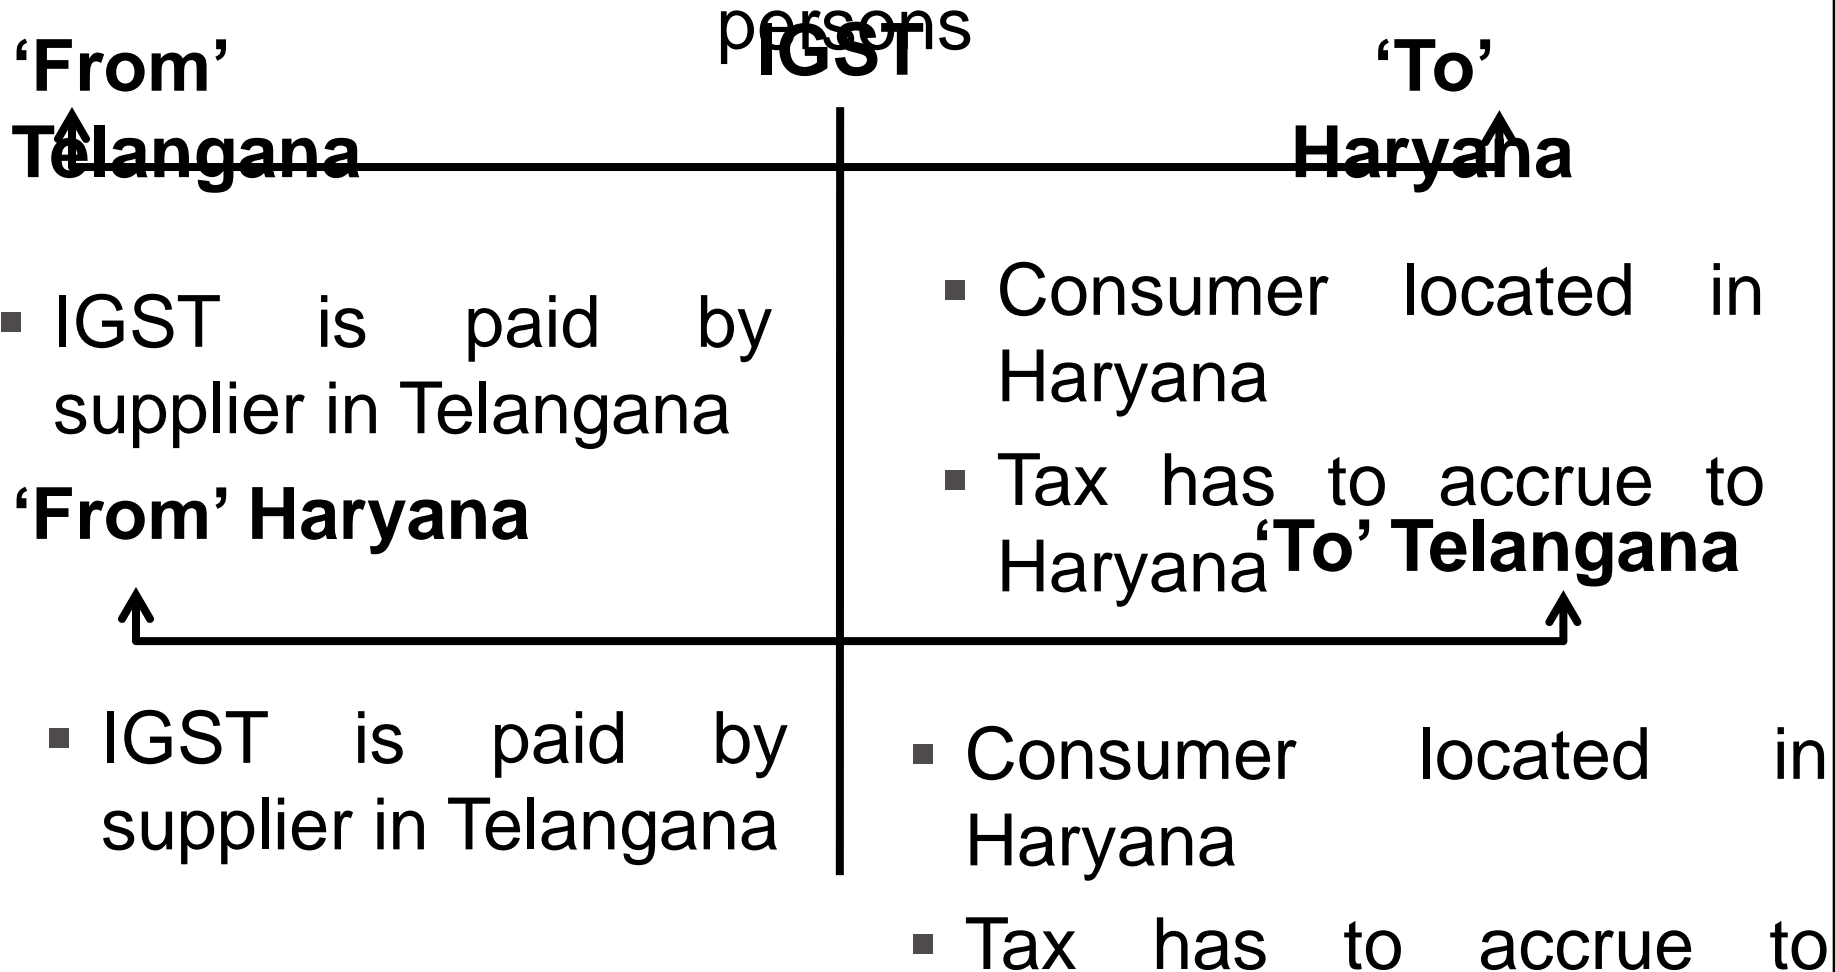 persons
IGST
‘From’
Telangana
‘To’
Haryana
▪ IGST is paid by
supplier in Telangana
▪ Consumer located in
Haryana
▪ Tax has to accrue to
Haryana
‘From’ Haryana
‘To’ Telangana
▪ IGST is paid by
supplier in Telangana
▪ Consumer located in
Haryana
▪ Tax has to accrue to